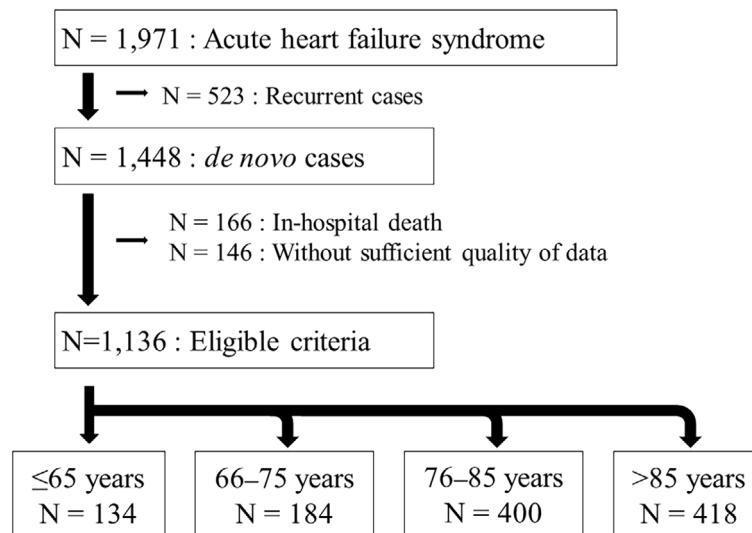 N = 1,971 : Acute heart failure syndrome
N = 523 : Recurrent cases
N = 1,448 : de novo cases
N = 166 : In-hospital death
N = 146 : Without sufficient quality of data
N=1,136 : Eligible criteria
≤65 years
N = 134
66–75 years
N = 184
76–85 years
N = 400
>85 years
N = 418